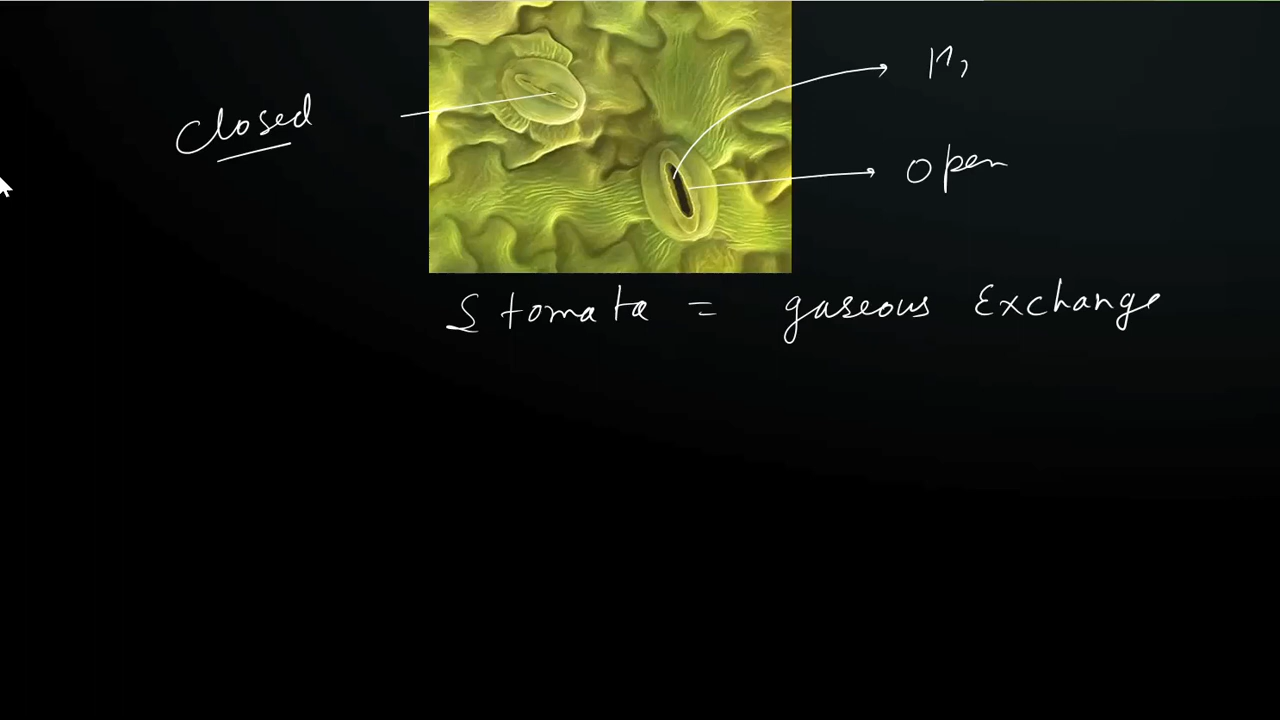 Closed
open
Stomata = gaseous Exchange